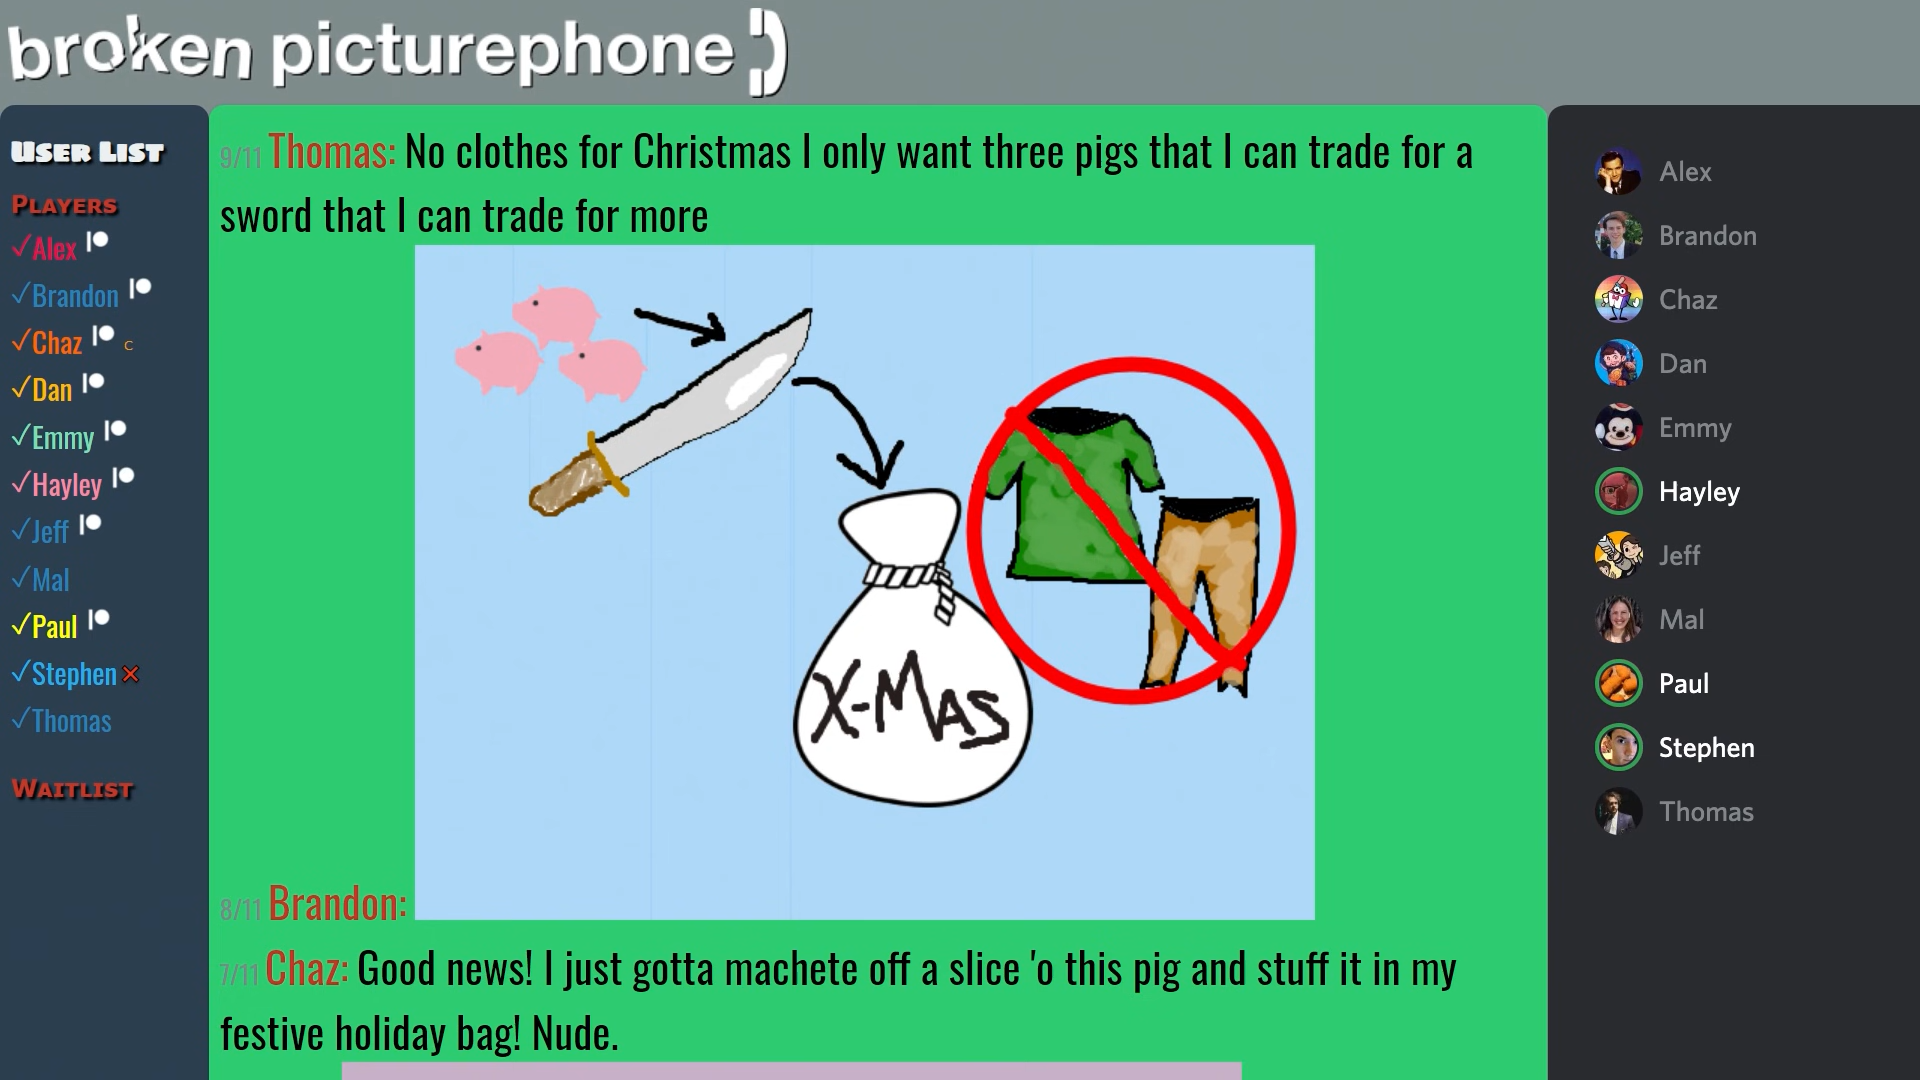 broken picturephone
USER LIST
PLAYERS
✓Alex
✓Brandon
✓Chaz C
✓Dan
✓Emmy
✓Hayley
✓Jeff
✓Mal
✓Paul
✓Stephen ✕
✓Thomas
WAITLIST
9/11 Thomas: No clothes for Christmas I only want three pigs that I can trade for a
sword that I can trade for more
X-MAS
8/11 Brandon:
7/11 Chaz: Good news! I just gotta machete off a slice 'o this pig and stuff it in my
festive holiday bag! Nude.
Alex
Brandon
Chaz
Dan
Emmy
Hayley
Jeff
Mal
Paul
Stephen
Thomas